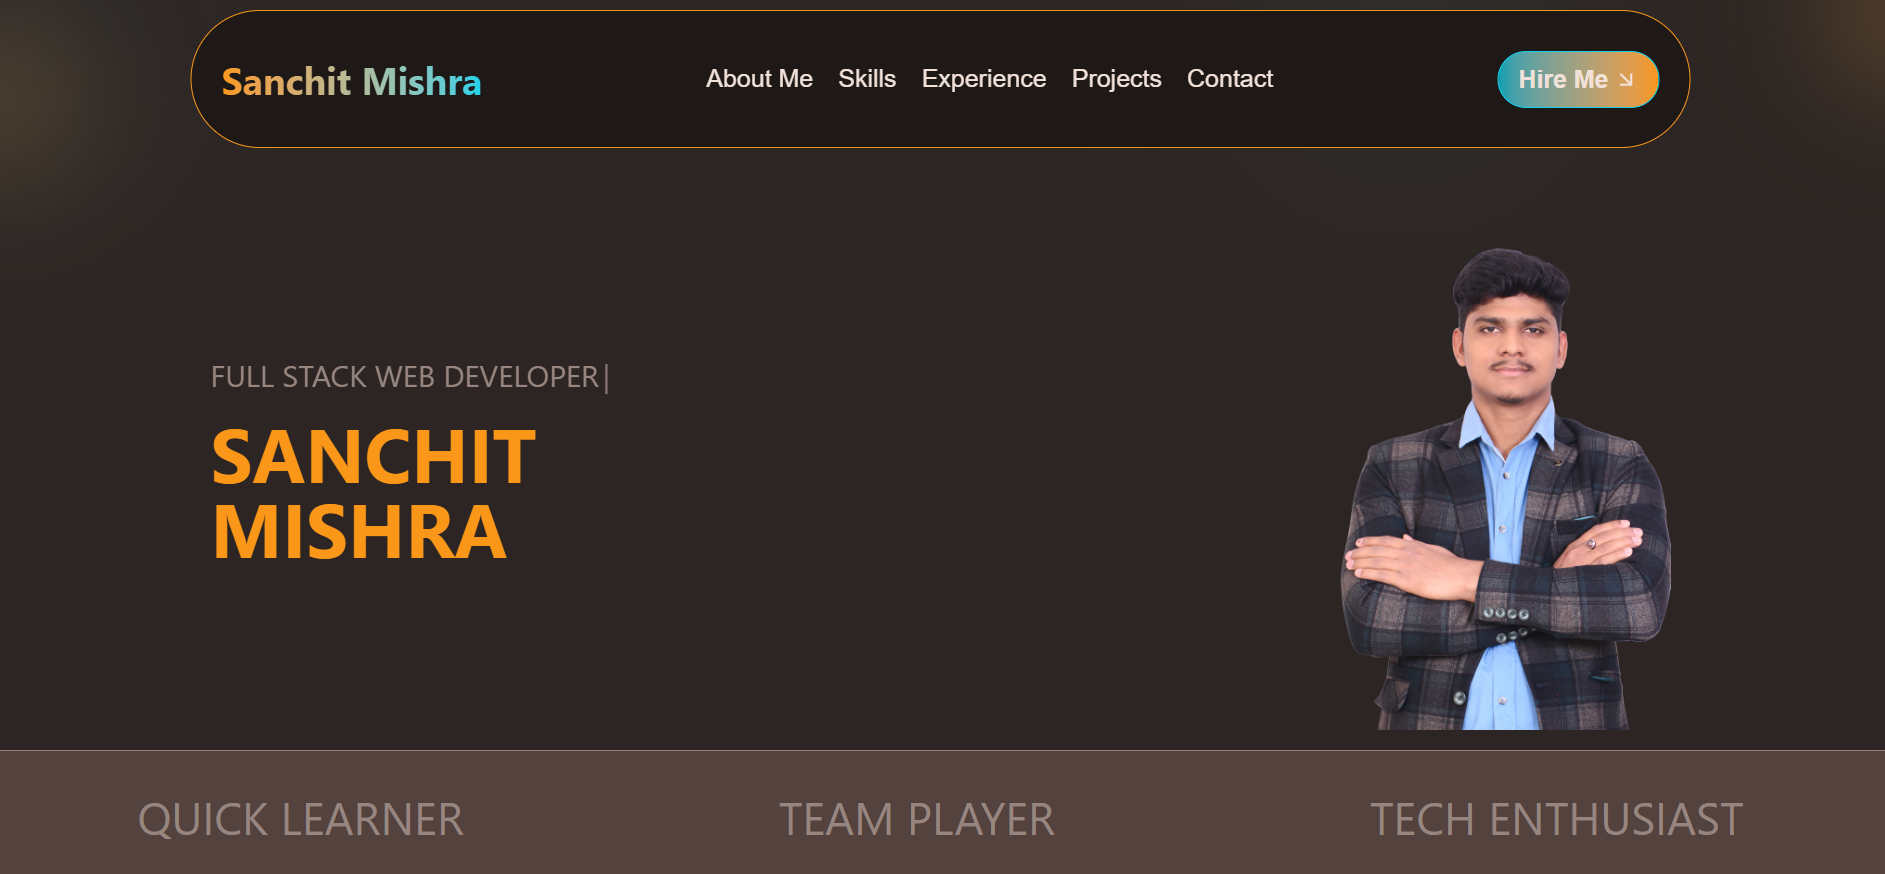 Sanchit Mishra
About Me Skills Experience Projects Contact
Hire Me
FULL STACK WEB DEVELOPER|
SANCHIT
MISHRA
QUICK LEARNER
TEAM PLAYER
TECH ENTHUSIAST